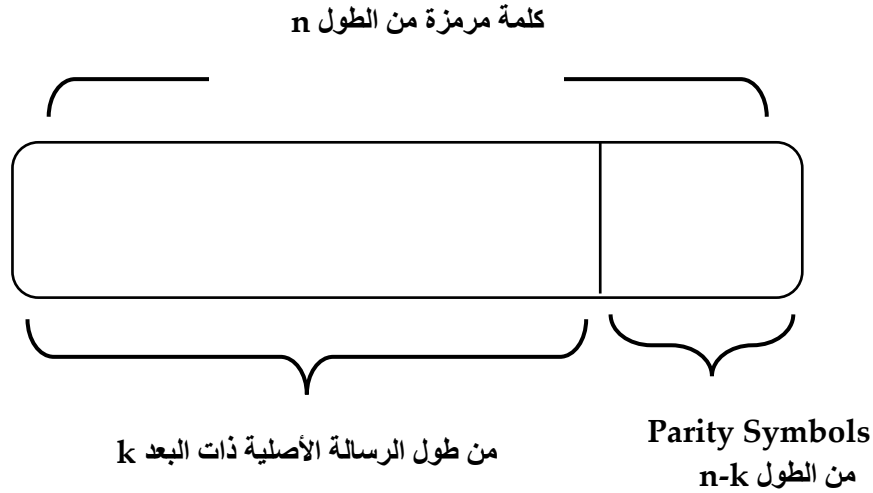 كلمة مرمزة من الطول n
من طول الرسالة الأصلية ذات البعد k
Parity Symbols
من الطول n-k